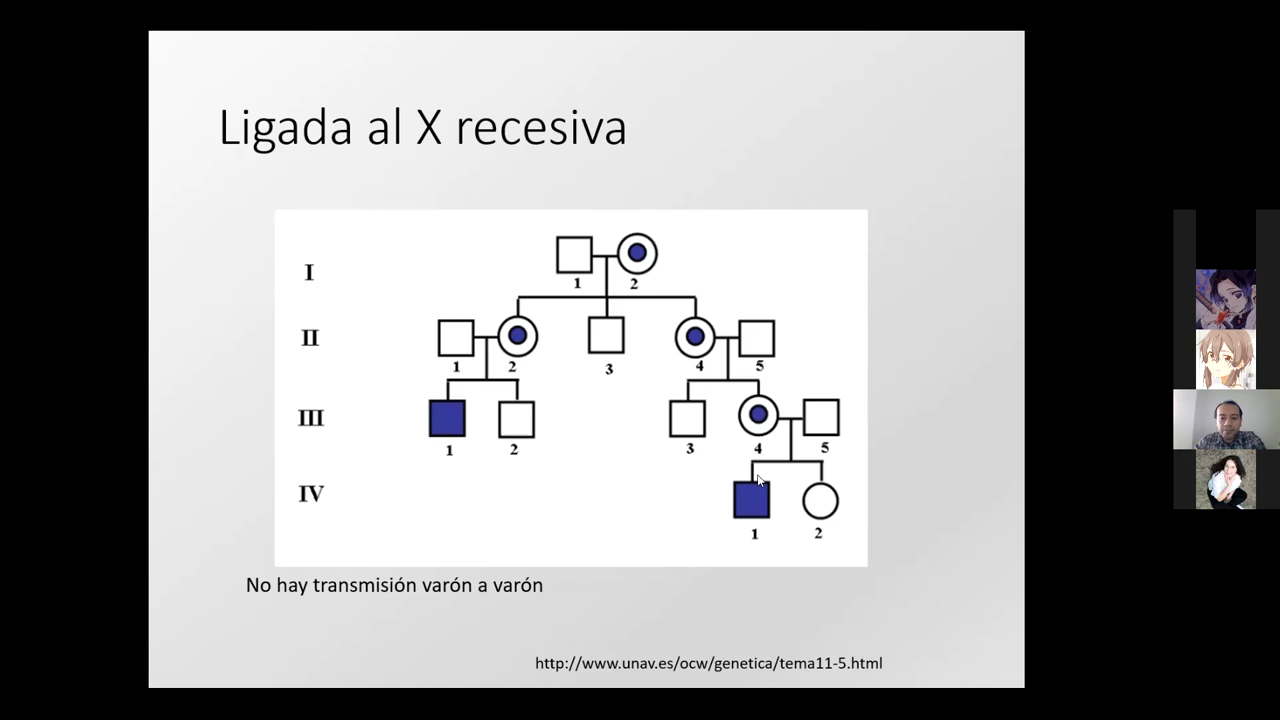 Ligada al X recesiva
I
1 2
II
1 2 3 4 5
III
1 2 3 4 5
IV
1 2
No hay transmisión varón a varón
http://www.unav.es/ocw/genetica/tema11-5.html